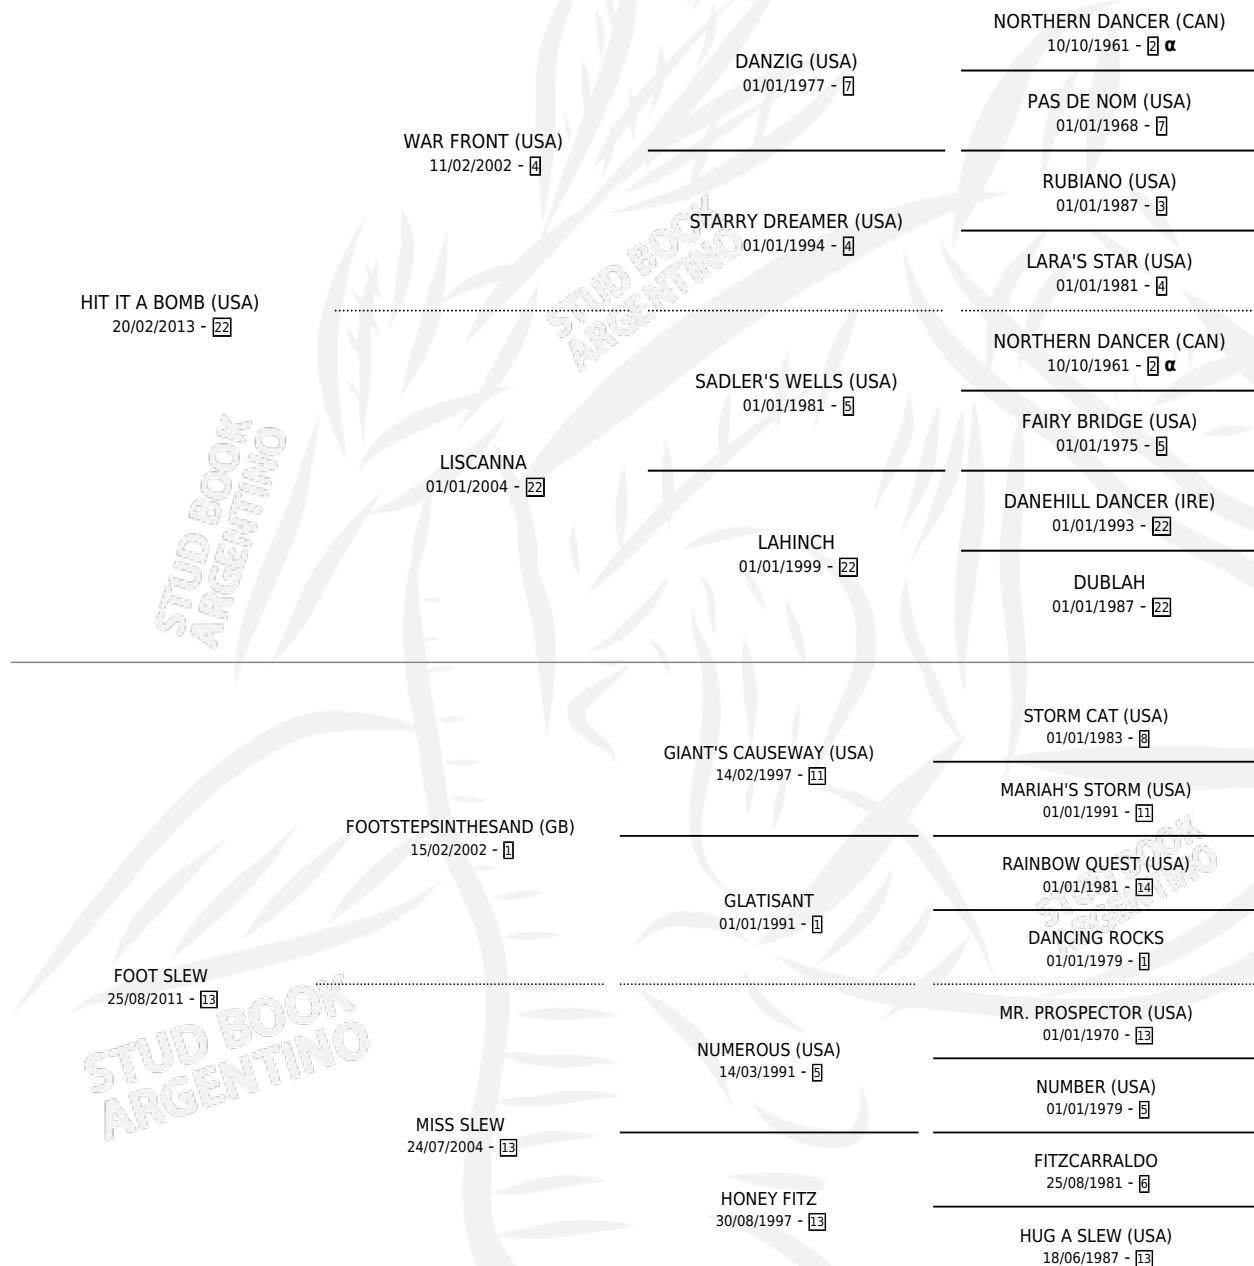 NORTHERN DANCER (CAN)
10/10/1961 - 2 α
DANZIG (USA)
01/01/1977 - 7
PAS DE NOM (USA)
01/01/1968 - 7
WAR FRONT (USA)
11/02/2002 - 4
RUBIANO (USA)
01/01/1987 - 3
STARRY DREAMER (USA)
01/01/1994 - 4
LARA'S STAR (USA)
01/01/1981 - 4
HIT IT A BOMB (USA)
20/02/2013 - 22
NORTHERN DANCER (CAN)
10/10/1961 - 2 α
SADLER'S WELLS (USA)
01/01/1981 - 5
FAIRY BRIDGE (USA)
01/01/1975 - 5
LISCANNA
01/01/2004 - 22
DANEHILL DANCER (IRE)
01/01/1993 - 22
LAHINCH
01/01/1999 - 22
DUBLAH
01/01/1987 - 22
STORM CAT (USA)
01/01/1983 - 8
GIANT'S CAUSEWAY (USA)
14/02/1997 - 11
MARIAH'S STORM (USA)
01/01/1991 - 11
FOOTSTEPSINTHESAND (GB)
15/02/2002 - 1
RAINBOW QUEST (USA)
01/01/1981 - 14
GLATISANT
01/01/1991 - 1
DANCING ROCKS
01/01/1979 - 1
FOOT SLEW
25/08/2011 - 13
MR. PROSPECTOR (USA)
01/01/1970 - 13
NUMEROUS (USA)
14/03/1991 - 5
NUMBER (USA)
01/01/1979 - 5
MISS SLEW
24/07/2004 - 13
FITZCARRALDO
25/08/1981 - 6
HONEY FITZ
30/08/1997 - 13
HUG A SLEW (USA)
18/06/1987 - 13
STUD BOOK
ARGENTINO
STUD BOOK
ARGENTINO
STUD BOOK
ARGENTINO
STUD BOOK
ARGENTINO